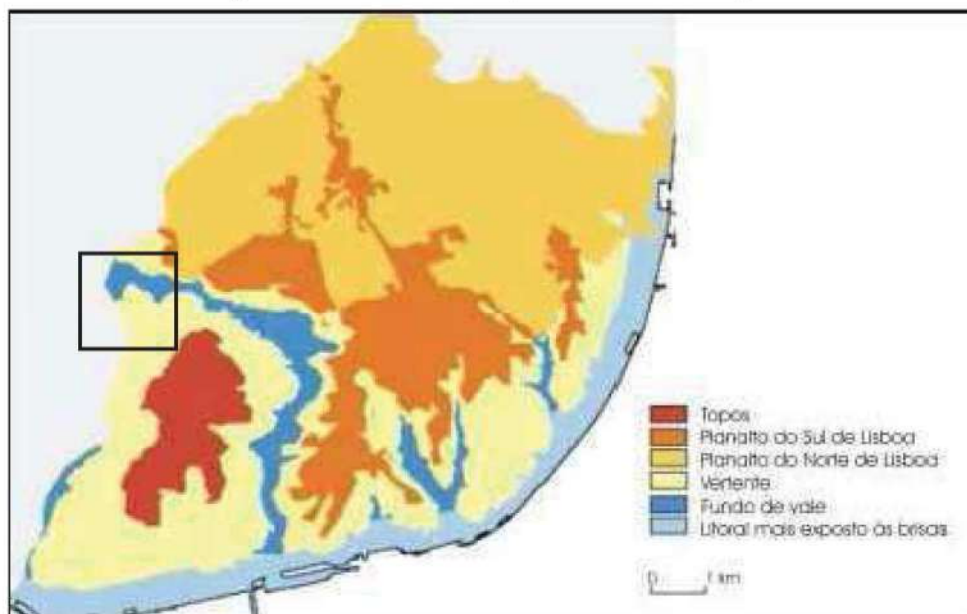 Topos
Planalto do Sul de Lisboa
Planalto do Norte de Lisboa
Vertente
Fundo de vale
Litoral mais exposto às brisas
0 1 km